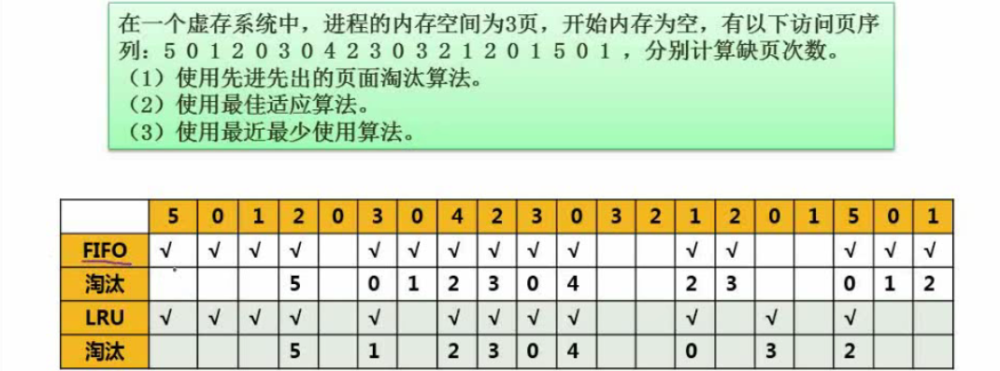 在一个虚存系统中，进程的内存空间为3页，开始内存为空，有以下访问页序
列：5 0 1 2 0 3 0 4 2 3 0 3 2 1 2 0 1 5 0 1 ，分别计算缺页次数。
（1）使用先进先出的页面淘汰算法。
（2）使用最佳适应算法。
（3）使用最近最少使用算法。
5 0 1 2 0 3 0 4 2 3 0 3 2 1 2 0 1 5 0 1
FIFO √ √ √ √ √ √ √ √ √ √ √ √ √ √ √
淘汰 5 0 1 2 3 0 4 2 3 0 1 2
LRU √ √ √ √ √ √ √ √ √ √ √ √
淘汰 5 1 2 3 0 4 0 3 2